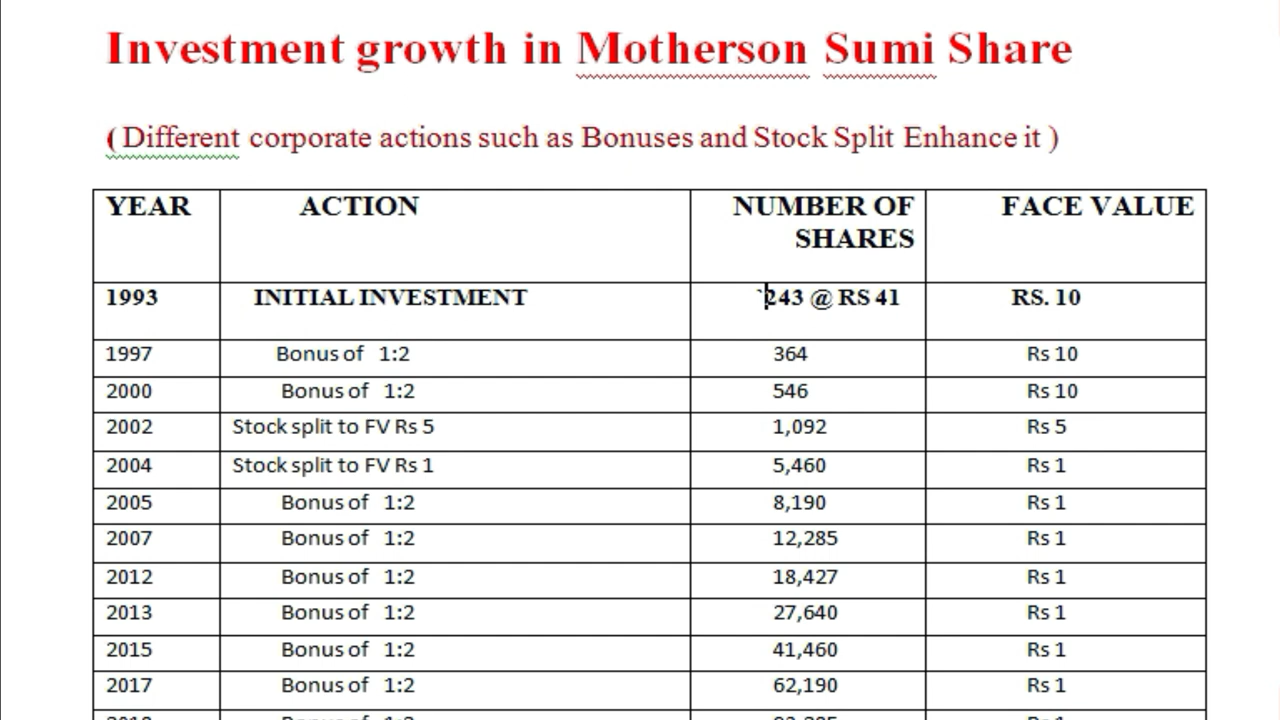 Investment growth in Motherson Sumi Share
( Different corporate actions such as Bonuses and Stock Split Enhance it )
YEAR ACTION NUMBER OF SHARES FACE VALUE
1993 INITIAL INVESTMENT `243 @ RS 41 RS. 10
1997 Bonus of 1:2 364 Rs 10
2000 Bonus of 1:2 546 Rs 10
2002 Stock split to FV Rs 5 1,092 Rs 5
2004 Stock split to FV Rs 1 5,460 Rs 1
2005 Bonus of 1:2 8,190 Rs 1
2007 Bonus of 1:2 12,285 Rs 1
2012 Bonus of 1:2 18,427 Rs 1
2013 Bonus of 1:2 27,640 Rs 1
2015 Bonus of 1:2 41,460 Rs 1
2017 Bonus of 1:2 62,190 Rs 1